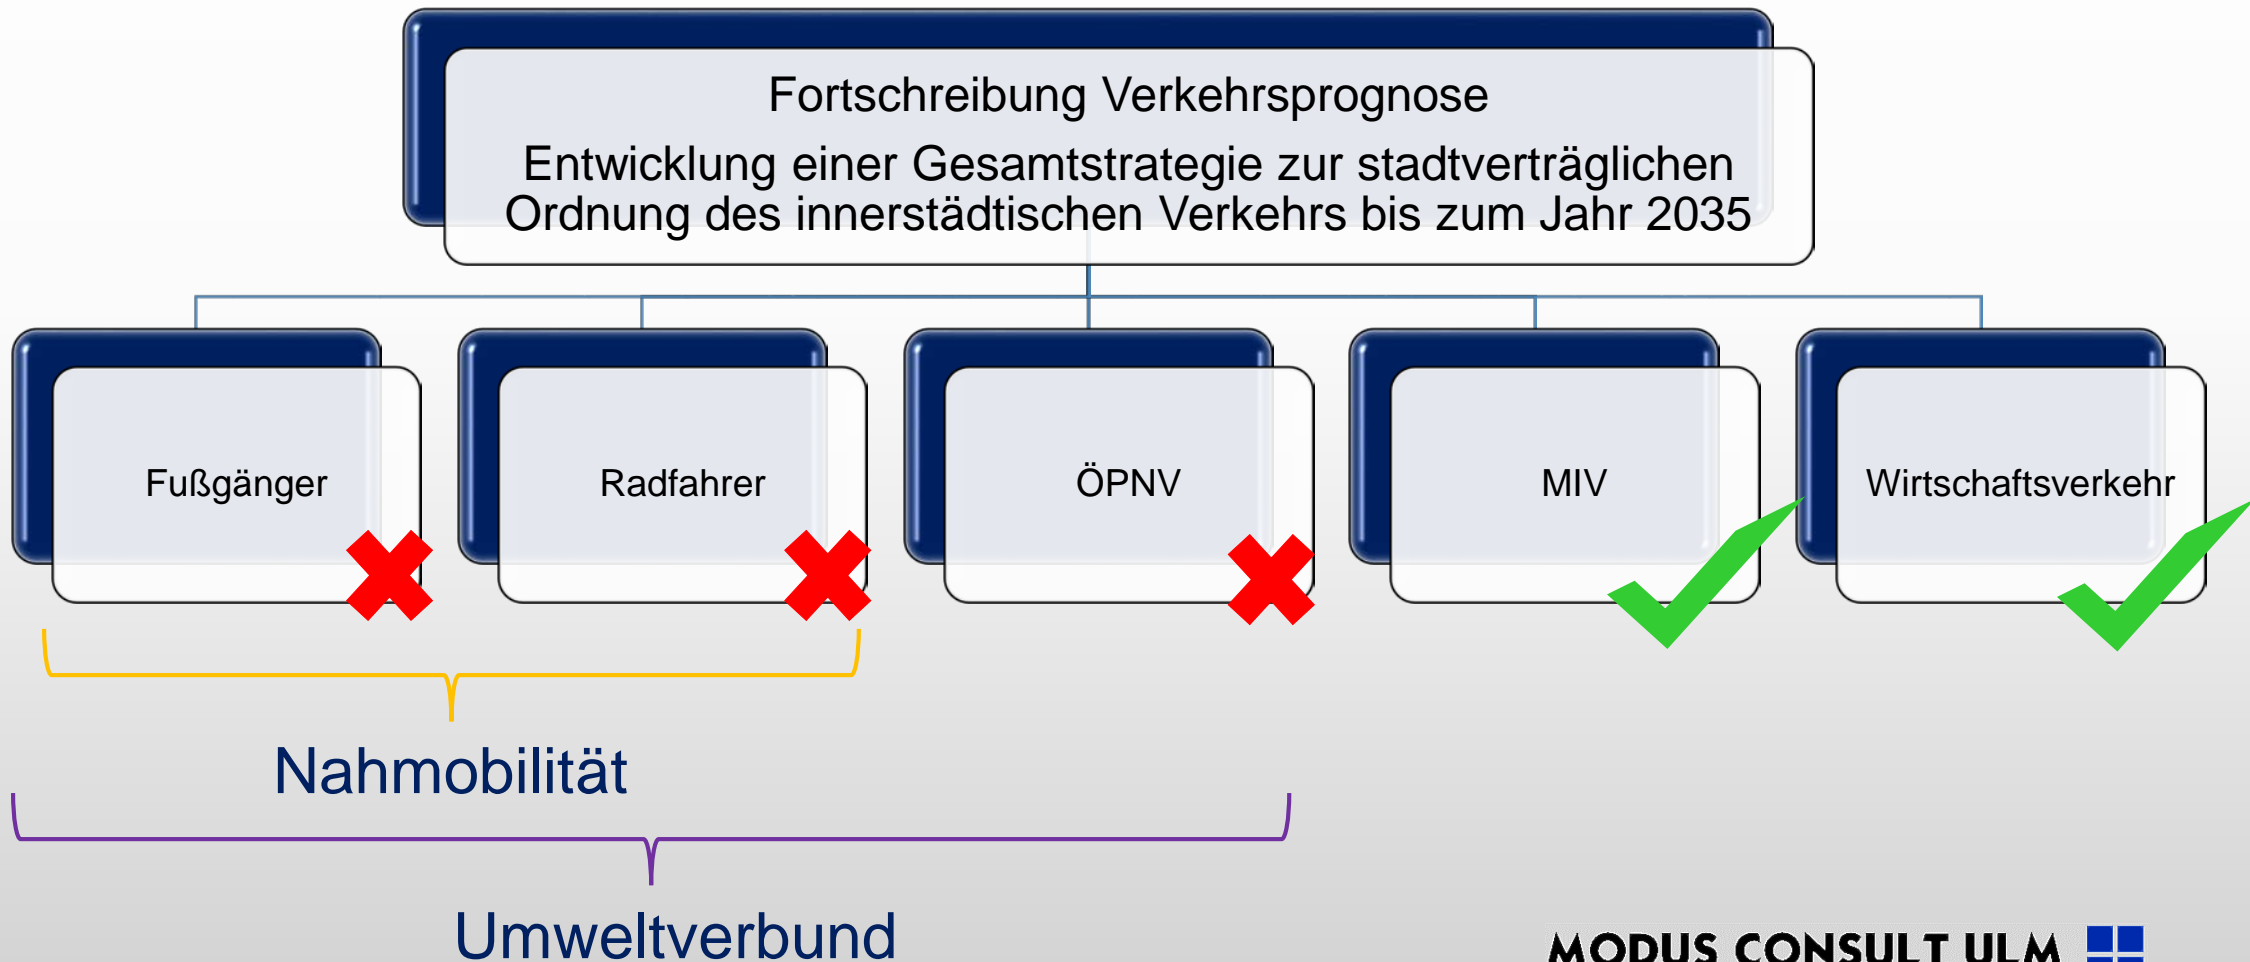 Fortschreibung Verkehrsprognose
Entwicklung einer Gesamtstrategie zur stadtverträglichen
Ordnung des innerstädtischen Verkehrs bis zum Jahr 2035
Fußgänger
Radfahrer
ÖPNV
MIV
Wirtschaftsverkehr
Nahmobilität
Umweltverbund
MODUS CONSULT ULM